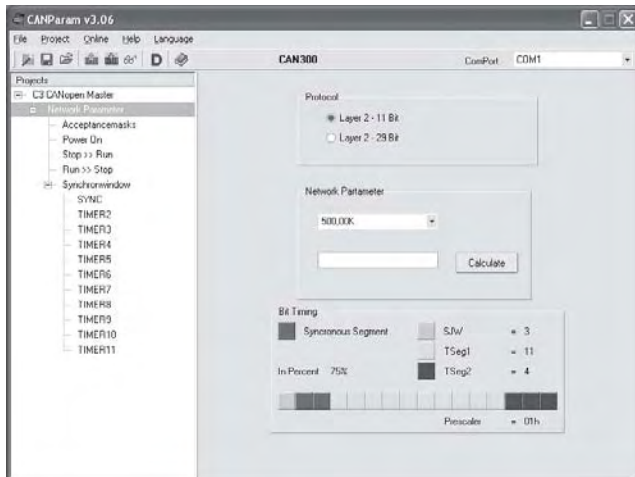 CANParam v3.06
File Project Online Help Language
D CAN300 ComPort COM1
Projects
C3 CANopen Master
Network Parameter
Acceptancemasks
Power On
Stop >> Run
Run >> Stop
Synchronwindow
SYNC
TIMER2
TIMER3
TIMER4
TIMER5
TIMER6
TIMER7
TIMER8
TIMER9
TIMER10
TIMER11
Protocol
Layer 2 - 11 Bit
Layer 2 - 29 Bit
Network Partameter
500,00K
Calculate
Bit Timing
Syncronous Segment
SJW = 3
TSeg1 = 11
In Percent 75%
TSeg2 = 4
Prescaler = 01h